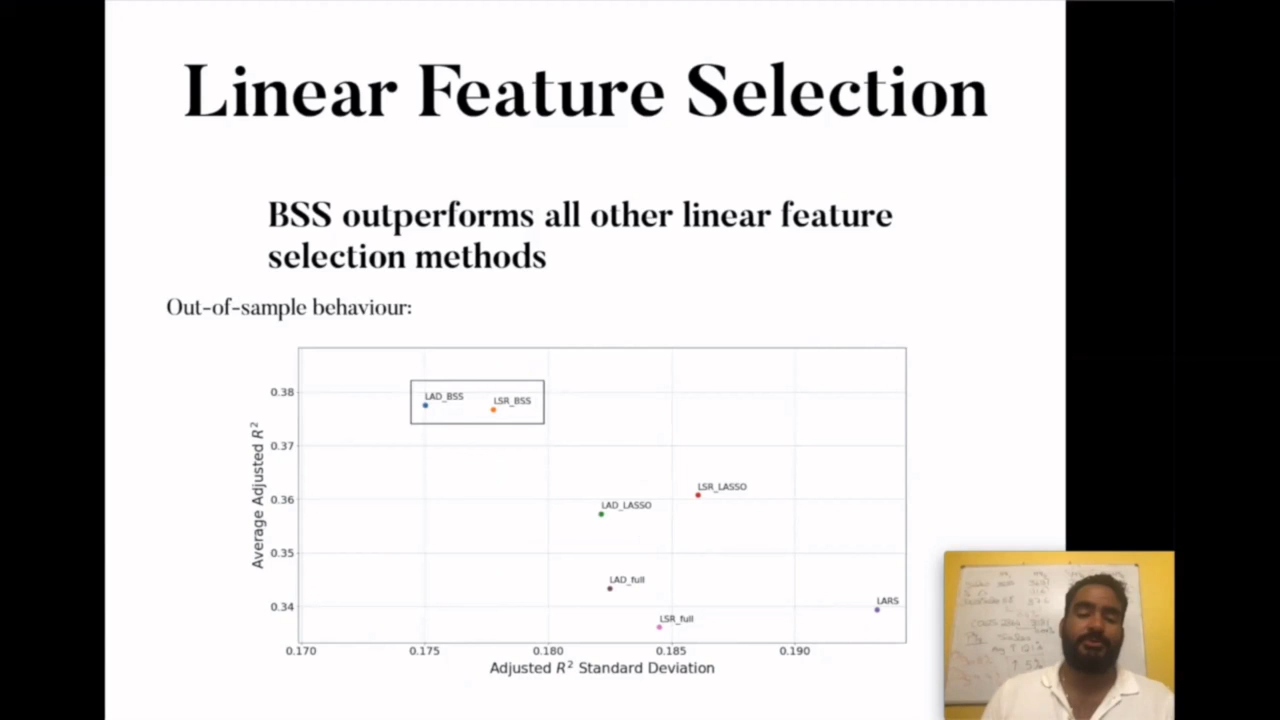 Linear Feature Selection
BSS outperforms all other linear feature
selection methods
Out-of-sample behaviour:
0.38
0.37
0.36
0.35
0.34
Average Adjusted R²
LAD_BSS
LSR_BSS
LSR_LASSO
LAD_LASSO
LAD_full
LARS
LSR_full
0.170 0.175 0.180 0.185 0.190
Adjusted R² Standard Deviation